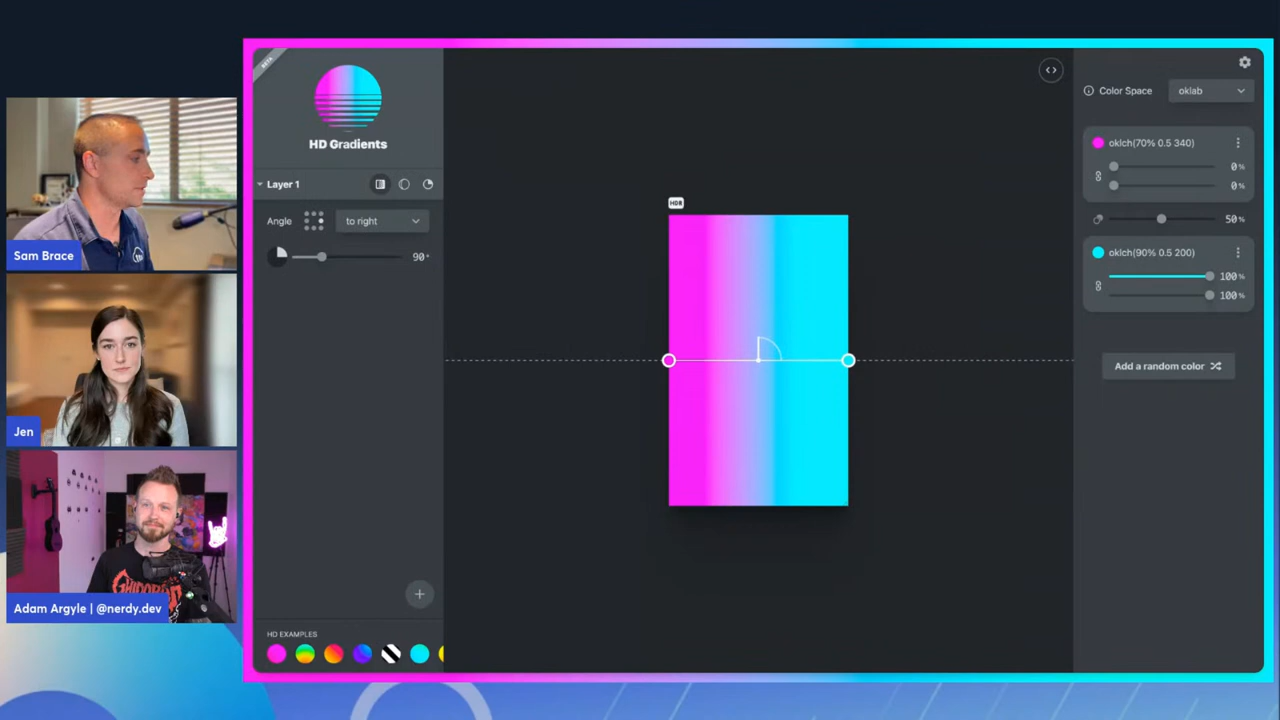 Sam Brace
Jen
Adam Argyle | @nerdy.dev
BETA
HD Gradients
Layer 1
Angle
to right
90°
HD EXAMPLES
HDR
Color Space
oklab
oklch(70% 0.5 340)
0%
0%
50%
oklch(90% 0.5 200)
100%
100%
Add a random color